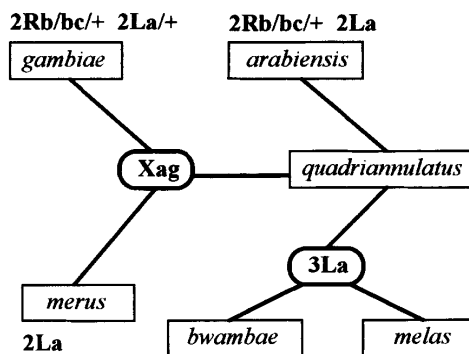 2Rb/bc/+ 2La/+ 2Rb/bc/+ 2La
gambiae arabiensis
Xag quadriannulatus
3La
merus
2La bwambae melas